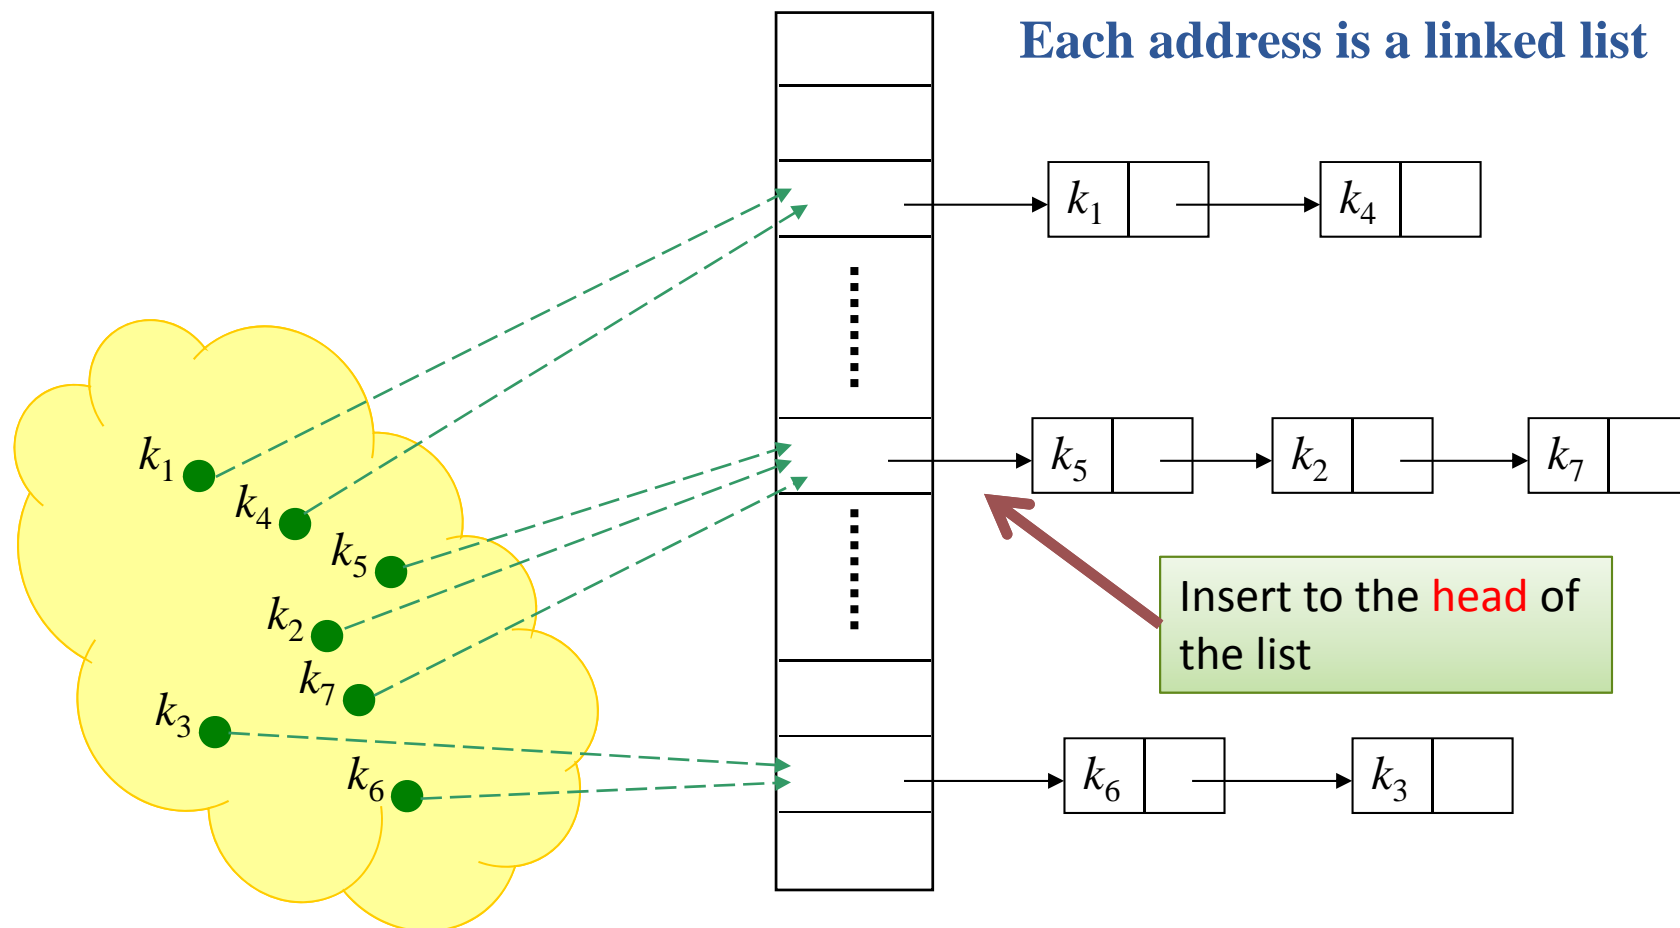 Each address is a linked list
k₁ k₄
k₁
k₄
k₅
k₂
k₇
k₃
k₆
k₅ k₂ k₇
Insert to the head of
the list
k₆ k₃